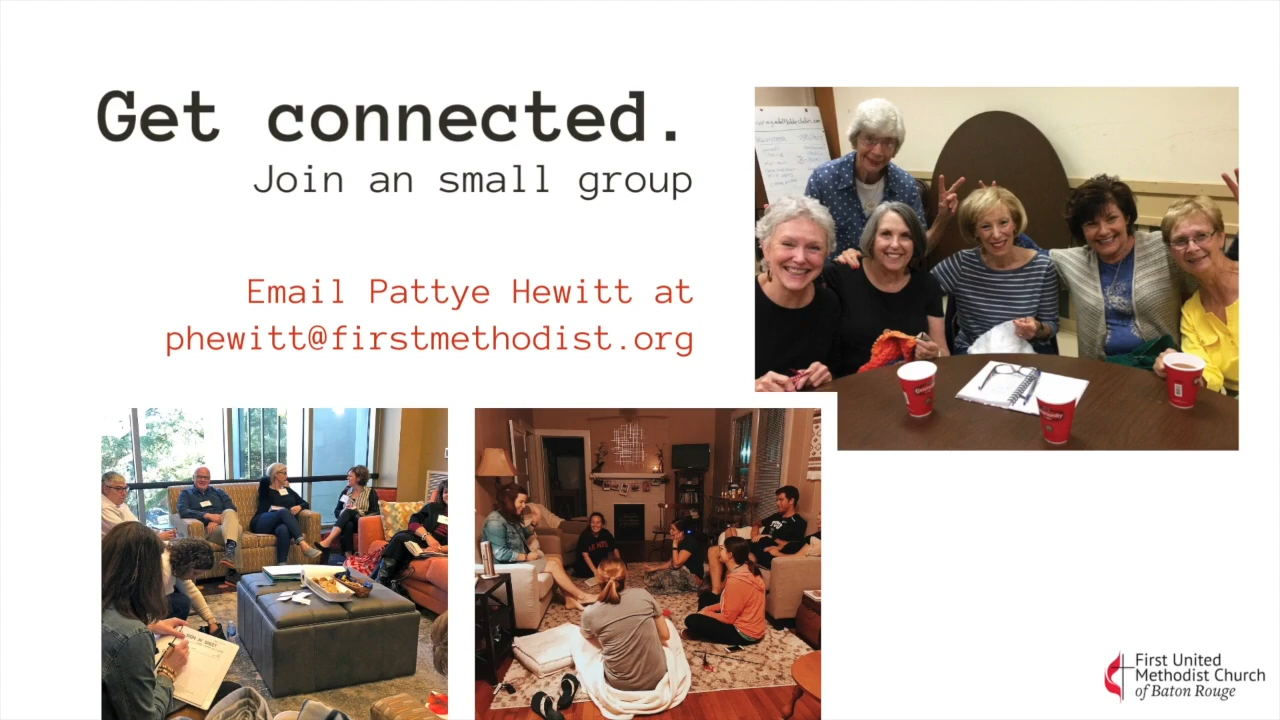 Get connected.
Join an small group
Email Pattye Hewitt at
phewitt@firstmethodist.org
First United
Methodist Church
of Baton Rouge